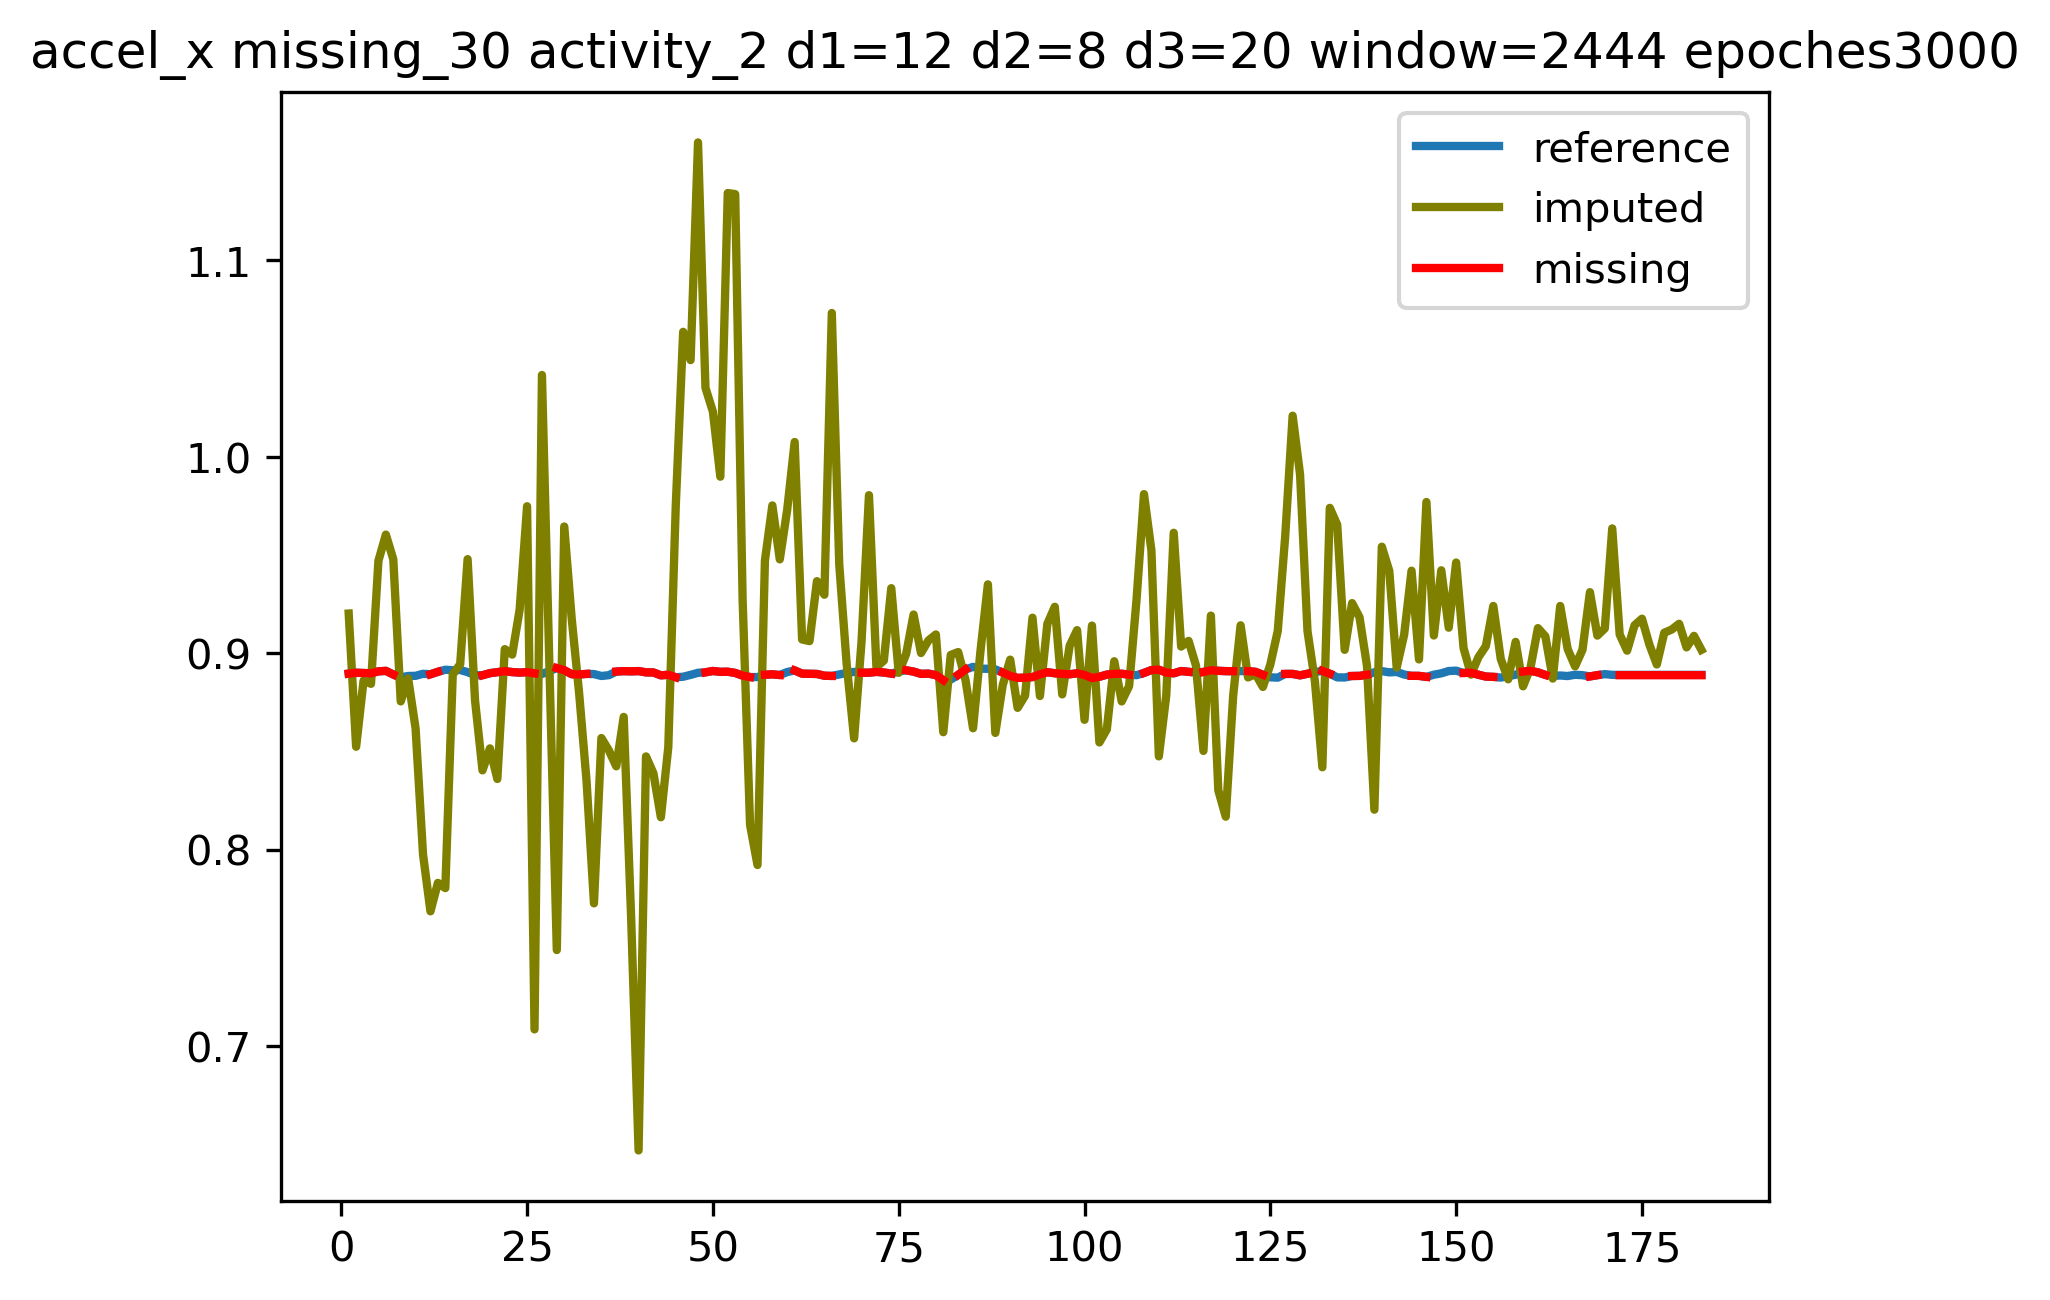 accel_x missing_30 activity_2 d1=12 d2=8 d3=20 window=2444 epoches3000
reference
imputed
missing
1.1
1.0
0.9
0.8
0.7
0 25 50 75 100 125 150 175